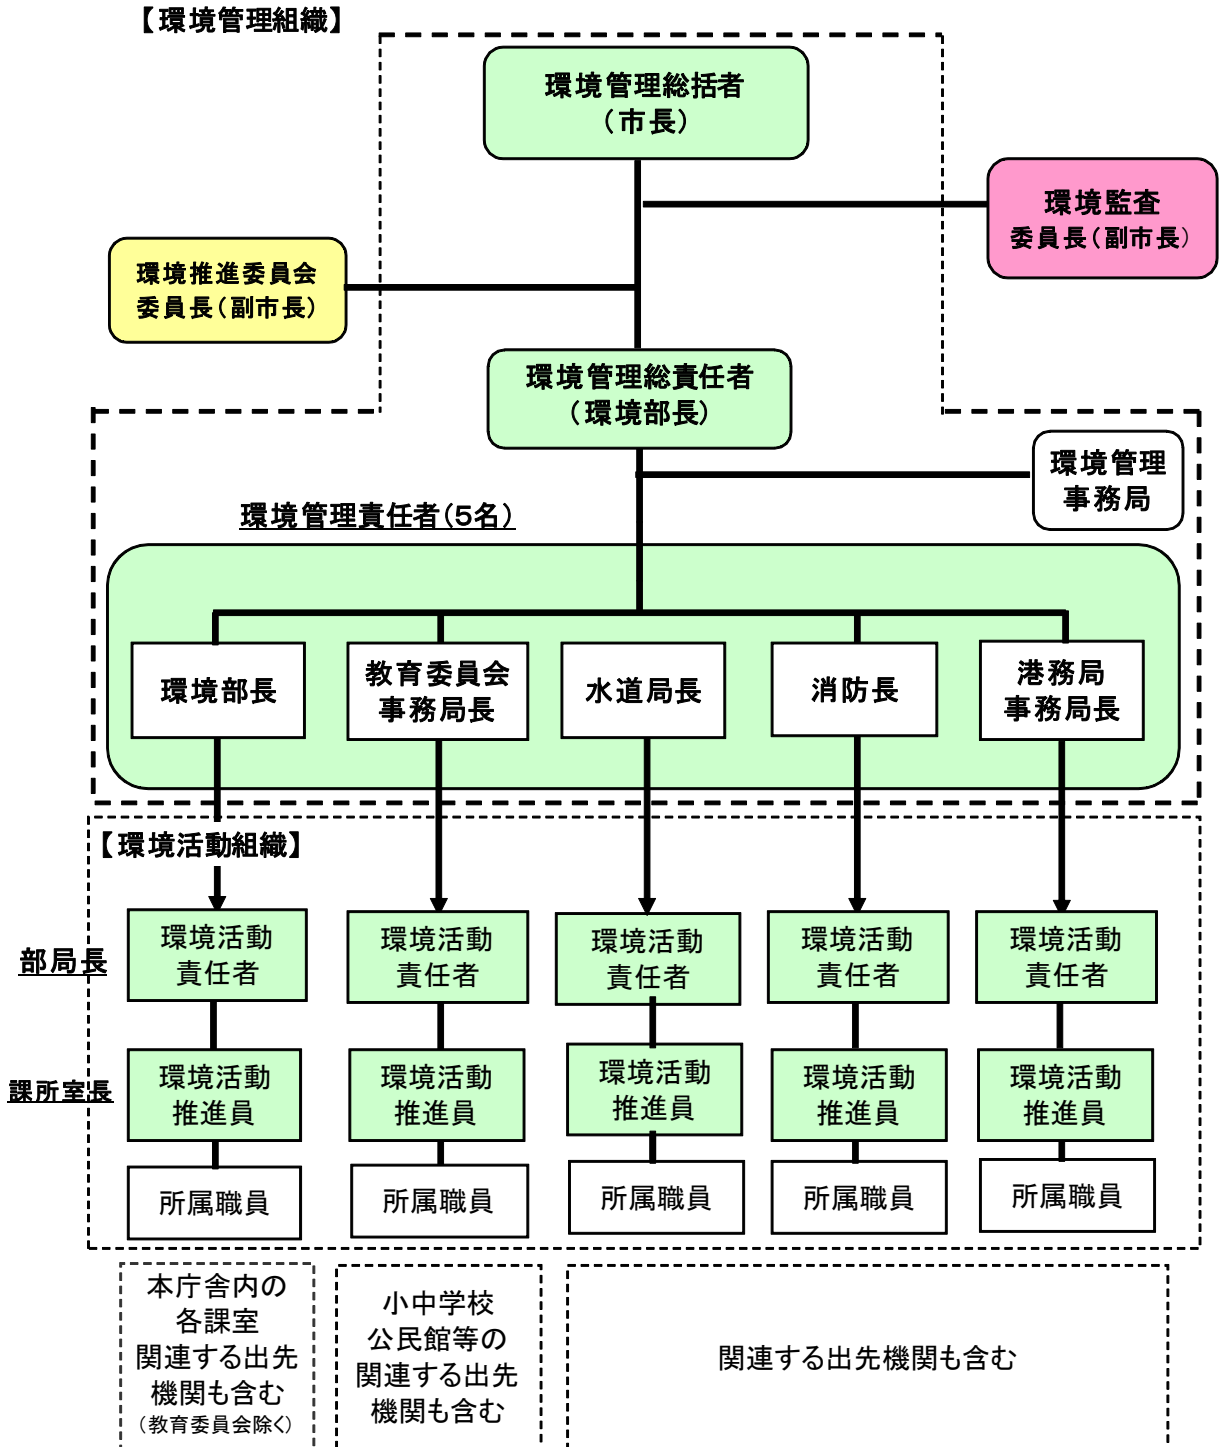 【環境管理組織】
環境管理総括者
（市長）
環境監査
委員長（副市長）
環境推進委員会
委員長（副市長）
環境管理総責任者
（環境部長）
環境管理
事務局
環境管理責任者（5名）
環境部長
教育委員会
事務局長
水道局長
消防長
港務局
事務局長
【環境活動組織】
部局長
環境活動
責任者
環境活動
責任者
環境活動
責任者
環境活動
責任者
環境活動
責任者
課所室長
環境活動
推進員
環境活動
推進員
環境活動
推進員
環境活動
推進員
環境活動
推進員
所属職員
所属職員
所属職員
所属職員
所属職員
本庁舎内の
各課室
関連する出先
機関も含む
（教育委員会除く）
小中学校
公民館等の
関連する出先
機関も含む
関連する出先機関も含む